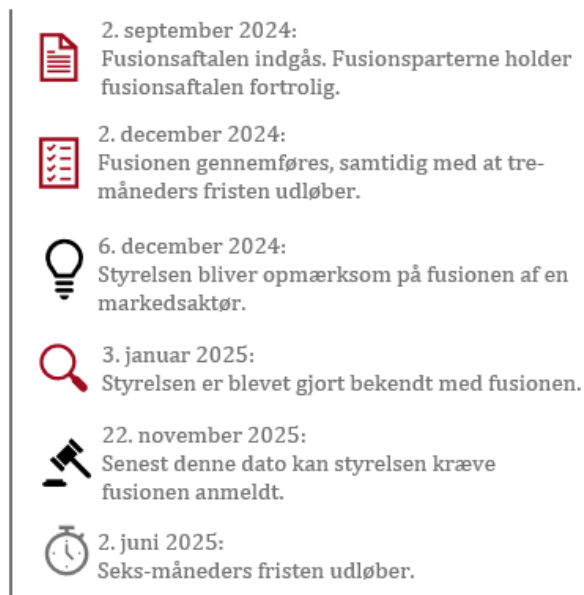 2. september 2024:
Fusionsaftalen indgås. Fusionsparterne holder
fusionsaftalen fortrolig.
2. december 2024:
Fusionen gennemføres, samtidig med at tre-
måneders fristen udløber.
6. december 2024:
Styrelsen bliver opmærksom på fusionen af en
markedsaktør.
3. januar 2025:
Styrelsen er blevet gjort bekendt med fusionen.
22. november 2025:
Senest denne dato kan styrelsen kræve
fusionen anmeldt.
2. juni 2025:
Seks-måneders fristen udløber.